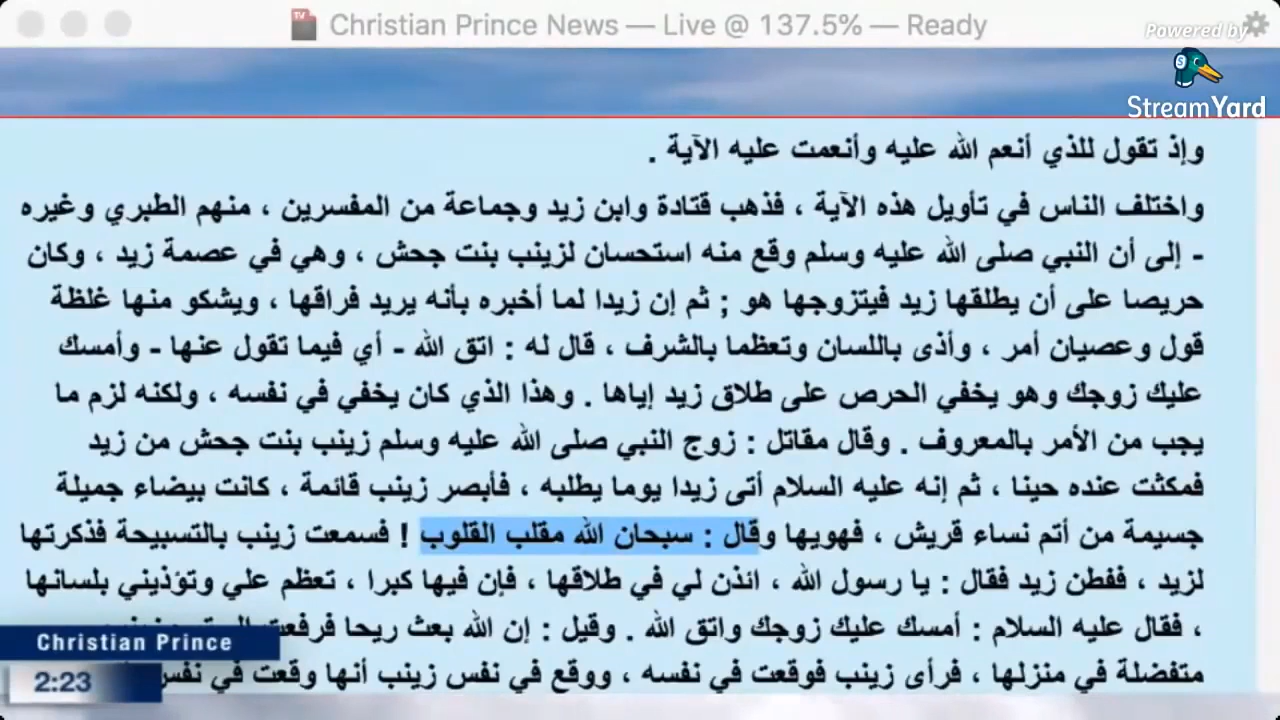 Christian Prince News — Live @ 137.5% — Ready
Powered by
StreamYard
وإذ تقول للذي أنعم الله عليه وأنعمت عليه الآية .
واختلف الناس في تأويل هذه الآية ، فذهب قتادة وابن زيد وجماعة من المفسرين ، منهم الطبري وغيره
- إلى أن النبي صلى الله عليه وسلم وقع منه استحسان لزينب بنت جحش ، وهي في عصمة زيد ، وكان
حريصا على أن يطلقها زيد فيتزوجها هو ; ثم إن زيدا لما أخبره بأنه يريد فراقها ، ويشكو منها غلظة
قول وعصيان أمر ، وأذى باللسان وتعظما بالشرف ، قال له : اتق الله - أي فيما تقول عنها - وأمسك
عليك زوجك وهو يخفي الحرص على طلاق زيد إياها . وهذا الذي كان يخفي في نفسه ، ولكنه لزم ما
يجب من الأمر بالمعروف . وقال مقاتل : زوج النبي صلى الله عليه وسلم زينب بنت جحش من زيد
فمكثت عنده حينا ، ثم إنه عليه السلام أتى زيدا يوما يطلبه ، فأبصر زينب قائمة ، كانت بيضاء جميلة
جسيمة من أتم نساء قريش ، فهويها وقال : سبحان الله مقلب القلوب ! فسمعت زينب بالتسبيحة فذكرتها
لزيد ، ففطن زيد فقال : يا رسول الله ، ائذن لي في طلاقها ، فإن فيها كبرا ، تعظم علي وتؤذيني بلسانها
، فقال عليه السلام : أمسك عليك زوجك واتق الله . وقيل : إن الله بعث ريحا فرفعت
متفضلة في منزلها ، فرأى زينب فوقعت في نفسه ، ووقع في نفس زينب أنها وقعت في
Christian Prince
2:23